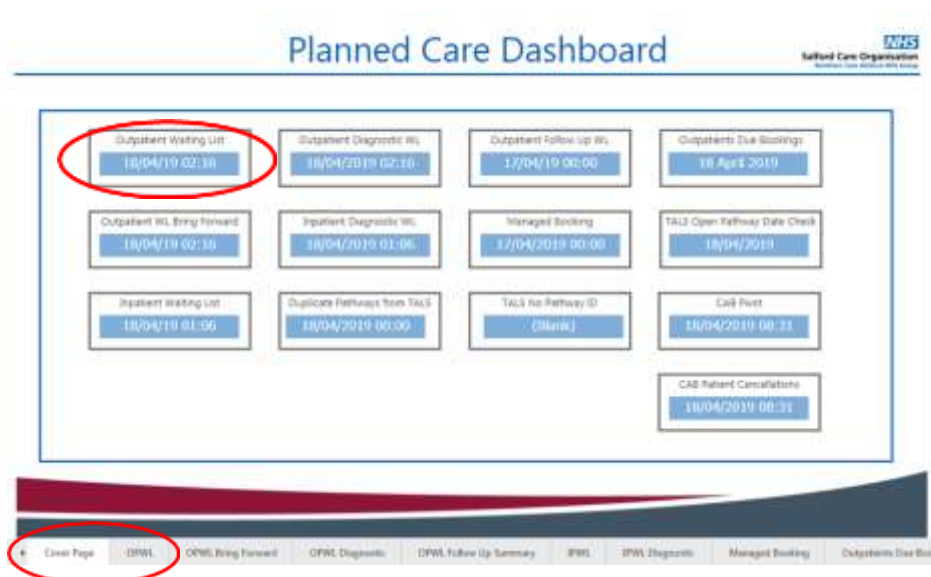 Planned Care Dashboard
NHS
Salford Care Organisation
Outpatient Waiting List
18/04/19 02:16
Outpatient Diagnostic WL
18/04/2019 02:16
Outpatient Follow Up WL
17/04/19 00:00
Outpatients Due Bookings
18 April 2019
Outpatient WL Bring Forward
18/04/19 02:16
Inpatient Diagnostic WL
18/04/2019 01:06
Managed Booking
17/04/2019 00:00
TALS Open Pathway Date Check
18/04/2019
Inpatient Waiting List
18/04/19 01:06
Duplicate Pathways from TALS
18/04/2019 00:00
TALS No Pathway ID
(Blank)
CAB Pivot
18/04/2019 08:31
CAB Patient Cancellations
18/04/2019 08:31
Cover Page
OPWL
OPWL Bring Forward
OPWL Diagnostic
OPWL Follow Up Summary
IPWL
IPWL Diagnostic
Managed Booking
Outpatients Due